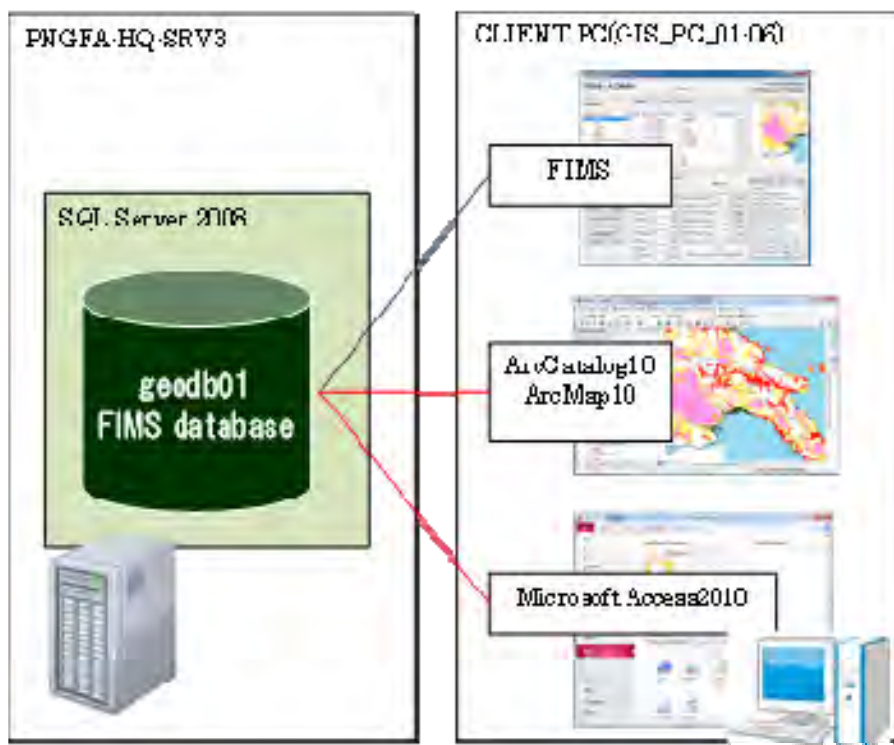 PNGFA-HQ-SRV3
SQL Server 2008
geodb01
FIMS database
CLIENT PC(GIS_PC_01-06)
FIMS
ArcCatalog10
ArcMap10
Microsoft Access2010